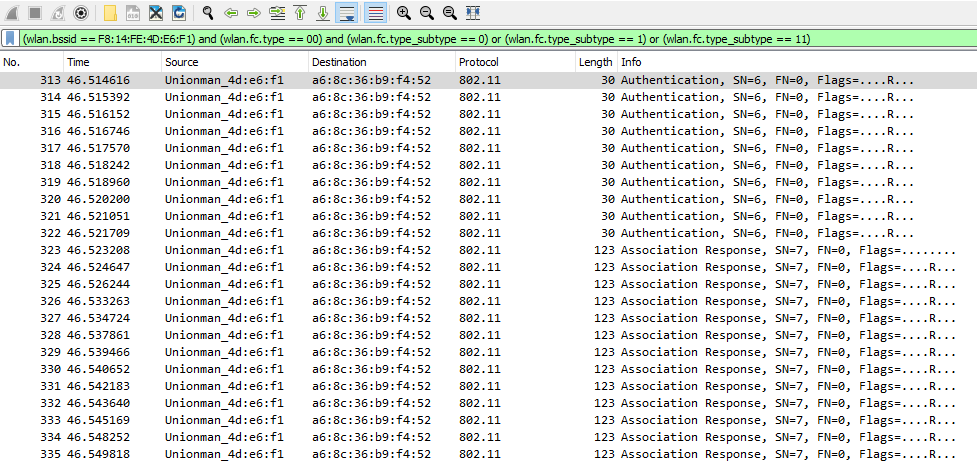 (wlan.bssid == F8:14:FE:4D:E6:F1) and (wlan.fc.type == 00) and (wlan.fc.type_subtype == 0) or (wlan.fc.type_subtype == 1) or (wlan.fc.type_subtype == 11)
No. Time Source Destination Protocol Length Info
313 46.514616 Unionman_4d:e6:f1 a6:8c:36:b9:f4:52 802.11 30 Authentication, SN=6, FN=0, Flags=....R...
314 46.515392 Unionman_4d:e6:f1 a6:8c:36:b9:f4:52 802.11 30 Authentication, SN=6, FN=0, Flags=....R...
315 46.516152 Unionman_4d:e6:f1 a6:8c:36:b9:f4:52 802.11 30 Authentication, SN=6, FN=0, Flags=....R...
316 46.516746 Unionman_4d:e6:f1 a6:8c:36:b9:f4:52 802.11 30 Authentication, SN=6, FN=0, Flags=....R...
317 46.517570 Unionman_4d:e6:f1 a6:8c:36:b9:f4:52 802.11 30 Authentication, SN=6, FN=0, Flags=....R...
318 46.518242 Unionman_4d:e6:f1 a6:8c:36:b9:f4:52 802.11 30 Authentication, SN=6, FN=0, Flags=....R...
319 46.518960 Unionman_4d:e6:f1 a6:8c:36:b9:f4:52 802.11 30 Authentication, SN=6, FN=0, Flags=....R...
320 46.520200 Unionman_4d:e6:f1 a6:8c:36:b9:f4:52 802.11 30 Authentication, SN=6, FN=0, Flags=....R...
321 46.521051 Unionman_4d:e6:f1 a6:8c:36:b9:f4:52 802.11 30 Authentication, SN=6, FN=0, Flags=....R...
322 46.521709 Unionman_4d:e6:f1 a6:8c:36:b9:f4:52 802.11 30 Authentication, SN=6, FN=0, Flags=....R...
323 46.523208 Unionman_4d:e6:f1 a6:8c:36:b9:f4:52 802.11 123 Association Response, SN=7, FN=0, Flags=........
324 46.524647 Unionman_4d:e6:f1 a6:8c:36:b9:f4:52 802.11 123 Association Response, SN=7, FN=0, Flags=....R...
325 46.526244 Unionman_4d:e6:f1 a6:8c:36:b9:f4:52 802.11 123 Association Response, SN=7, FN=0, Flags=....R...
326 46.533263 Unionman_4d:e6:f1 a6:8c:36:b9:f4:52 802.11 123 Association Response, SN=7, FN=0, Flags=....R...
327 46.534724 Unionman_4d:e6:f1 a6:8c:36:b9:f4:52 802.11 123 Association Response, SN=7, FN=0, Flags=....R...
328 46.537861 Unionman_4d:e6:f1 a6:8c:36:b9:f4:52 802.11 123 Association Response, SN=7, FN=0, Flags=....R...
329 46.539466 Unionman_4d:e6:f1 a6:8c:36:b9:f4:52 802.11 123 Association Response, SN=7, FN=0, Flags=....R...
330 46.540652 Unionman_4d:e6:f1 a6:8c:36:b9:f4:52 802.11 123 Association Response, SN=7, FN=0, Flags=....R...
331 46.542183 Unionman_4d:e6:f1 a6:8c:36:b9:f4:52 802.11 123 Association Response, SN=7, FN=0, Flags=....R...
332 46.543640 Unionman_4d:e6:f1 a6:8c:36:b9:f4:52 802.11 123 Association Response, SN=7, FN=0, Flags=....R...
333 46.545169 Unionman_4d:e6:f1 a6:8c:36:b9:f4:52 802.11 123 Association Response, SN=7, FN=0, Flags=....R...
334 46.548252 Unionman_4d:e6:f1 a6:8c:36:b9:f4:52 802.11 123 Association Response, SN=7, FN=0, Flags=....R...
335 46.549818 Unionman_4d:e6:f1 a6:8c:36:b9:f4:52 802.11 123 Association Response, SN=7, FN=0, Flags=....R...